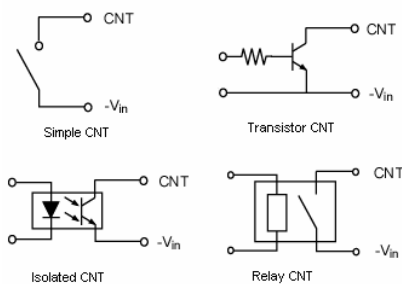 CNT
-Vin
Simple CNT
CNT
-Vin
Transistor CNT
CNT
-Vin
Isolated CNT
CNT
-Vin
Relay CNT